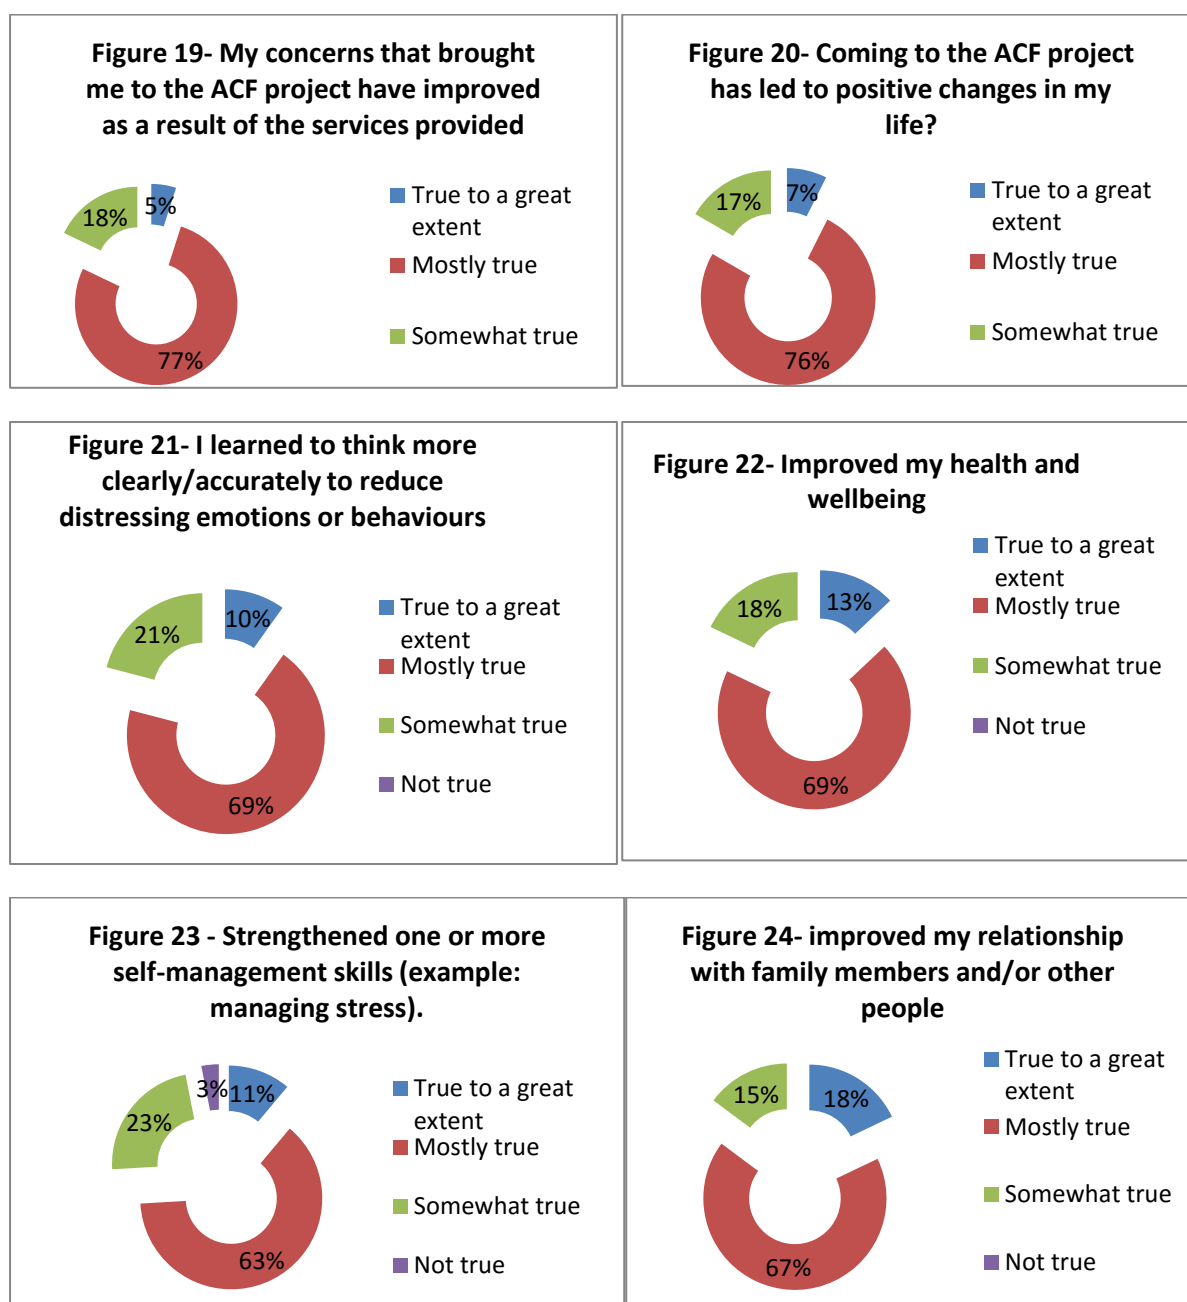 Figure 19- My concerns that brought
me to the ACF project have improved
as a result of the services provided
5%
18%
77%
True to a great
extent
Mostly true
Somewhat true
Figure 20- Coming to the ACF project
has led to positive changes in my
life?
7%
17%
76%
True to a great
extent
Mostly true
Somewhat true
Figure 21- I learned to think more
clearly/accurately to reduce
distressing emotions or behaviours
10%
21%
69%
True to a great
extent
Mostly true
Somewhat true
Not true
Figure 22- Improved my health and
wellbeing
13%
18%
69%
True to a great
extent
Mostly true
Somewhat true
Not true
Figure 23 - Strengthened one or more
self-management skills (example:
managing stress).
3%
11%
23%
63%
True to a great
extent
Mostly true
Somewhat true
Not true
Figure 24- improved my relationship
with family members and/or other
people
15%
18%
67%
True to a great
extent
Mostly true
Somewhat true
Not true